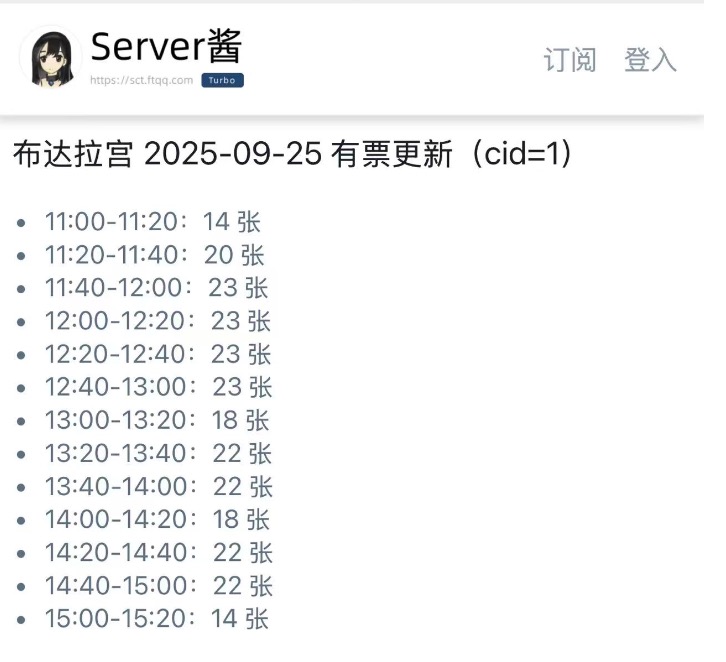 Server酱
https://sct.ftqq.com Turbo
订阅 登入
布达拉宫 2025-09-25 有票更新（cid=1）
• 11:00-11:20：14 张
• 11:20-11:40：20 张
• 11:40-12:00：23 张
• 12:00-12:20：23 张
• 12:20-12:40：23 张
• 12:40-13:00：23 张
• 13:00-13:20：18 张
• 13:20-13:40：22 张
• 13:40-14:00：22 张
• 14:00-14:20：18 张
• 14:20-14:40：22 张
• 14:40-15:00：22 张
• 15:00-15:20：14 张